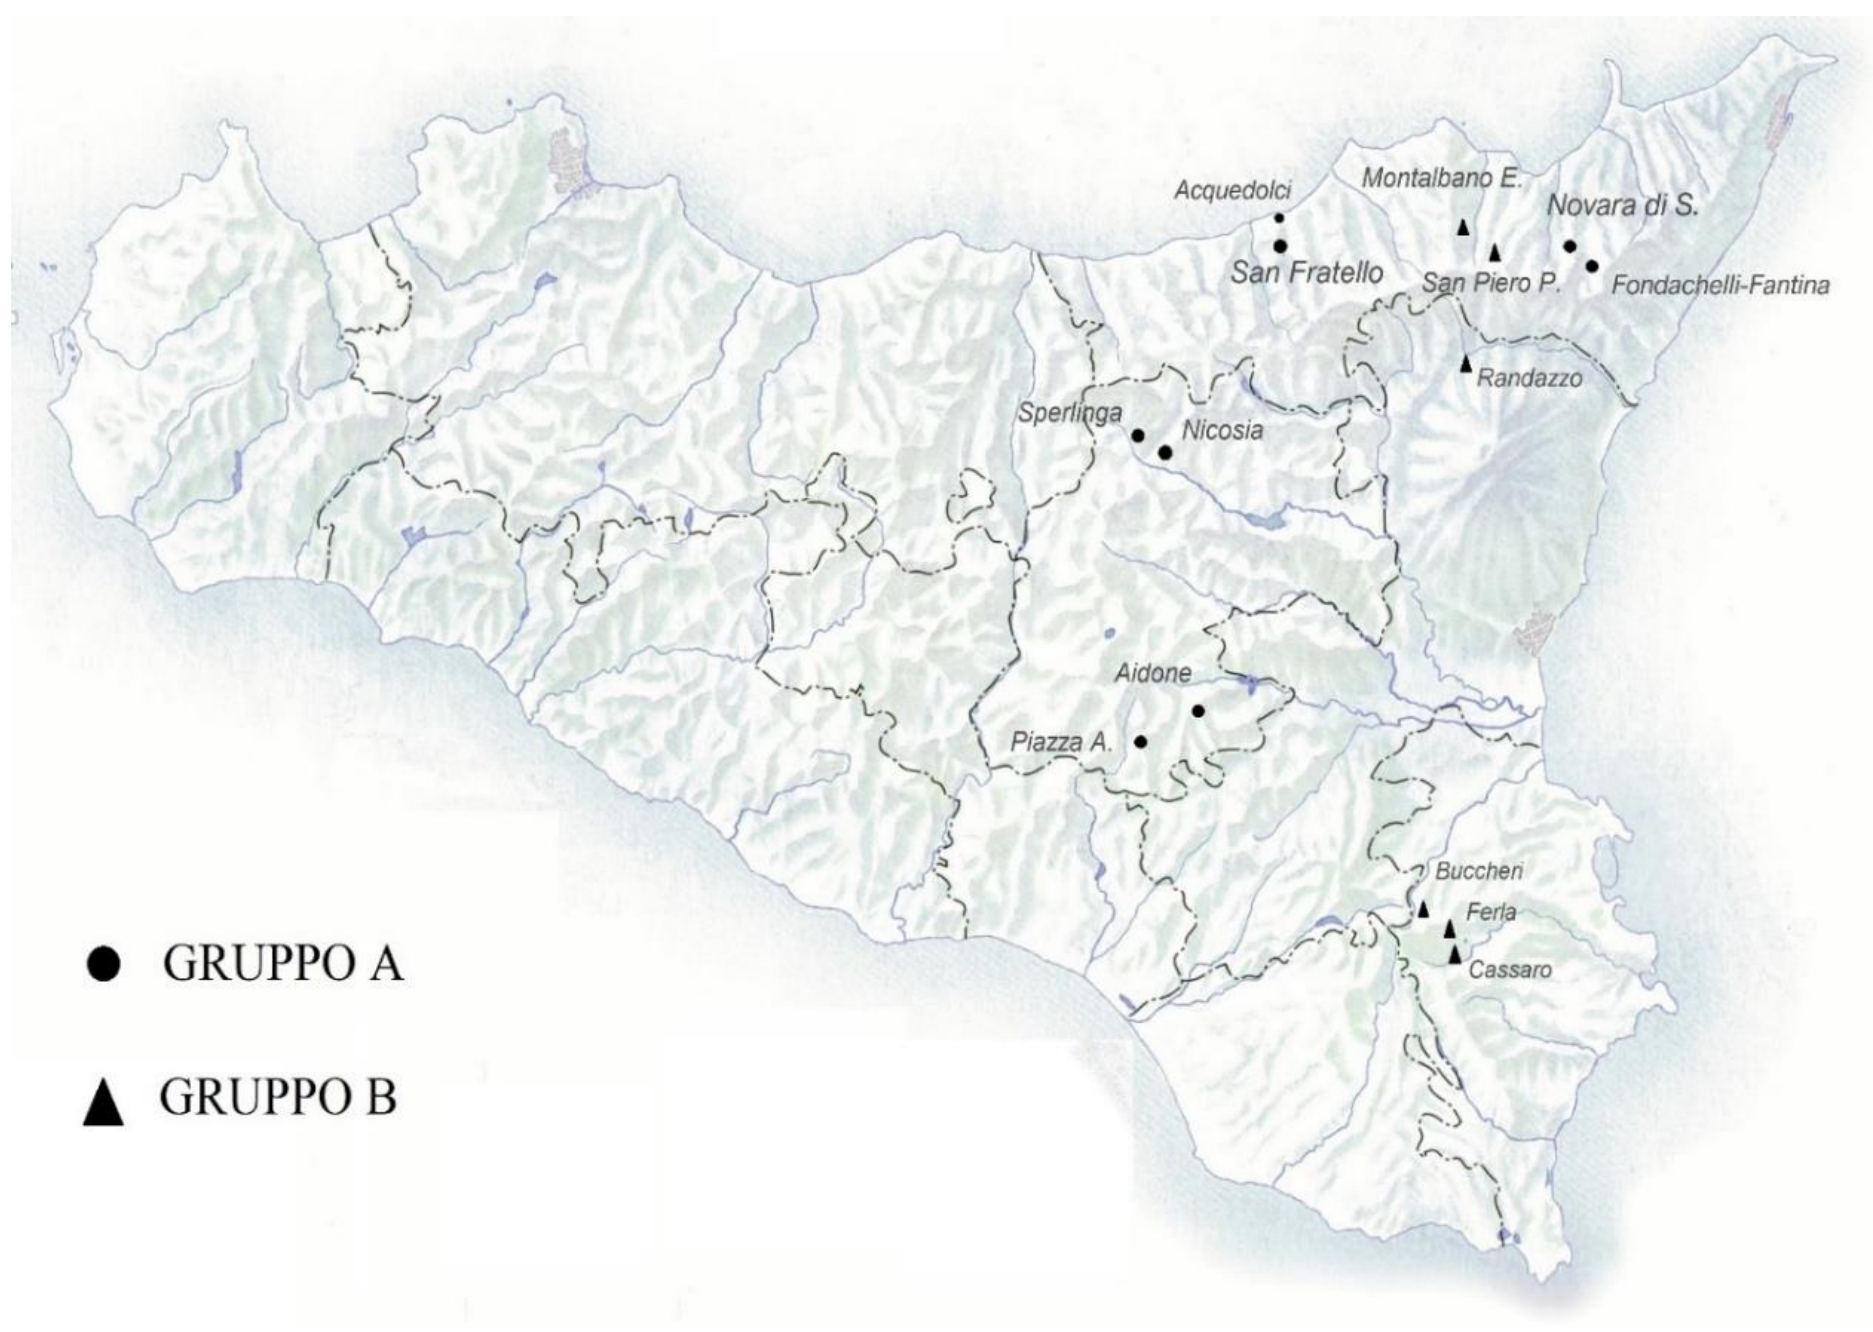 Acquedolci
Montalbano E.
Novara di S.
San Fratello
San Piero P.
Fondachelli-Fantina
Randazzo
Sperlinga
Nicosia
Aidone
Piazza A.
Buccheri
Ferla
Cassaro
GRUPPO A
GRUPPO B